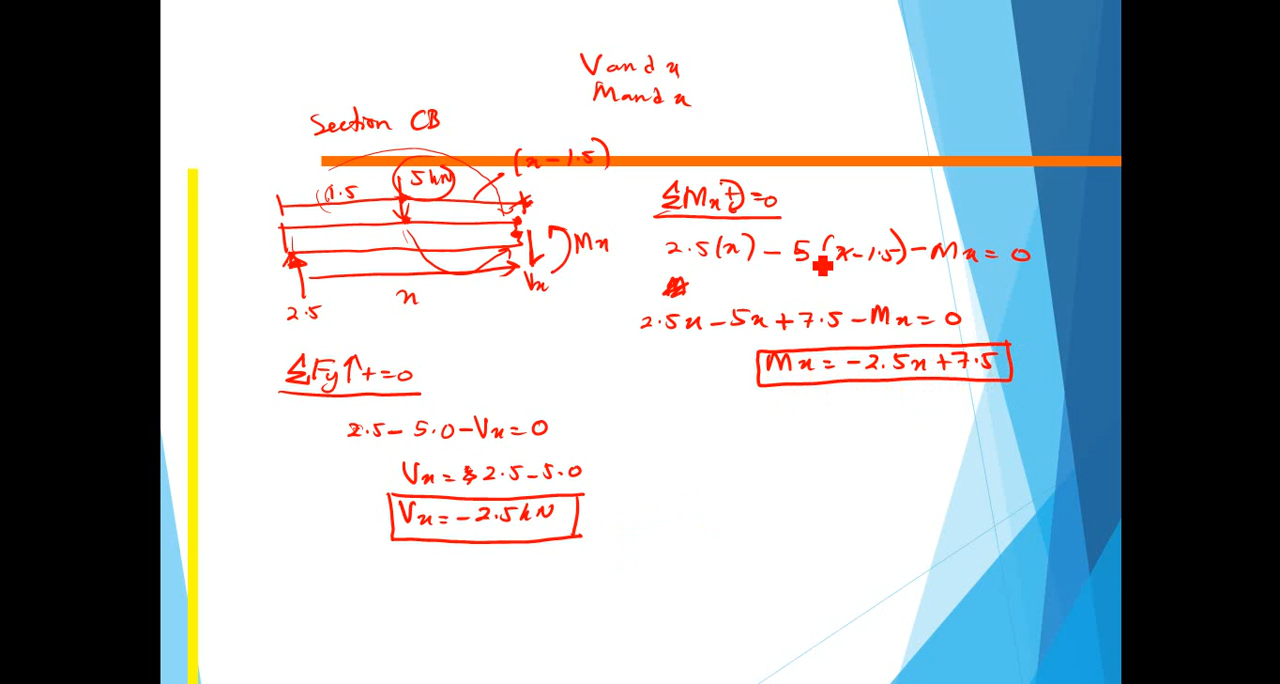 V and x
M and x
Section CB
(x-1.5)
1.5
5 kN
Mx
Vx
x
2.5
ΣFy↑+=0
2.5-5.0-Vx=0
Vx= 2.5-5.0
Vx=-2.5kN
ΣMx+=0
2.5(x)-5(x-1.5)-Mx=0
2.5x-5x+7.5-Mx=0
Mx=-2.5x+7.5